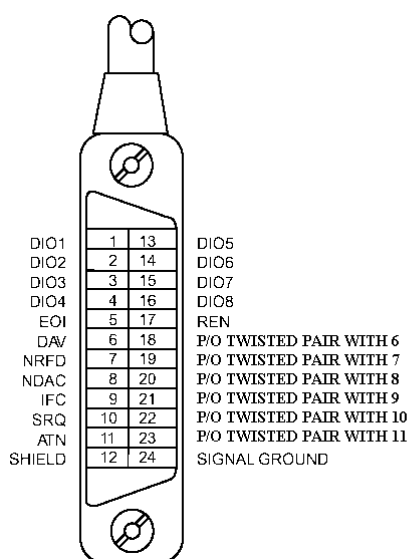 DIO1 1 13 DIO5
DIO2 2 14 DIO6
DIO3 3 15 DIO7
DIO4 4 16 DIO8
EOI 5 17 REN
DAV 6 18 P/O TWISTED PAIR WITH 6
NRFD 7 19 P/O TWISTED PAIR WITH 7
NDAC 8 20 P/O TWISTED PAIR WITH 8
IFC 9 21 P/O TWISTED PAIR WITH 9
SRQ 10 22 P/O TWISTED PAIR WITH 10
ATN 11 23 P/O TWISTED PAIR WITH 11
SHIELD 12 24 SIGNAL GROUND